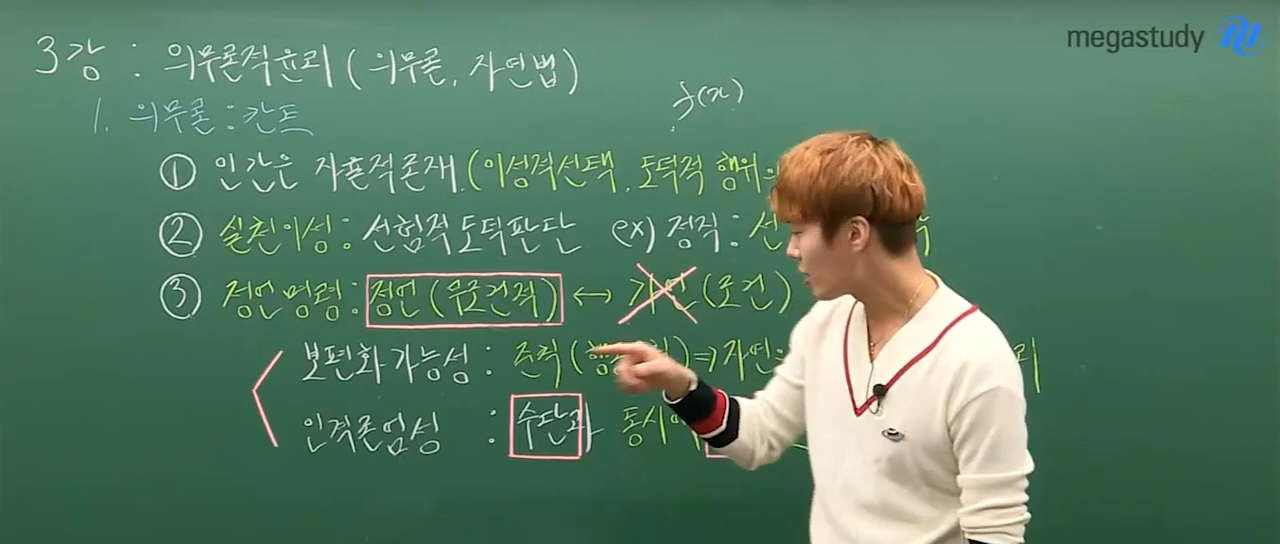 megastudy
3강 : 의무론적윤리 (의무론, 자연법)
f(x)
1. 의무론 : 칸트
① 인간은 자율적존재. (이성적선택, 도덕적 행위
② 실천이성 : 선험적도덕판단 ex) 정직 : 선
③ 정언명령 : 정언 (무조건적) ↔ 가언 (조건)
보편화가능성 : 준칙 ( ) ⇒ 자연
인격존엄성 : 수단과 동시에